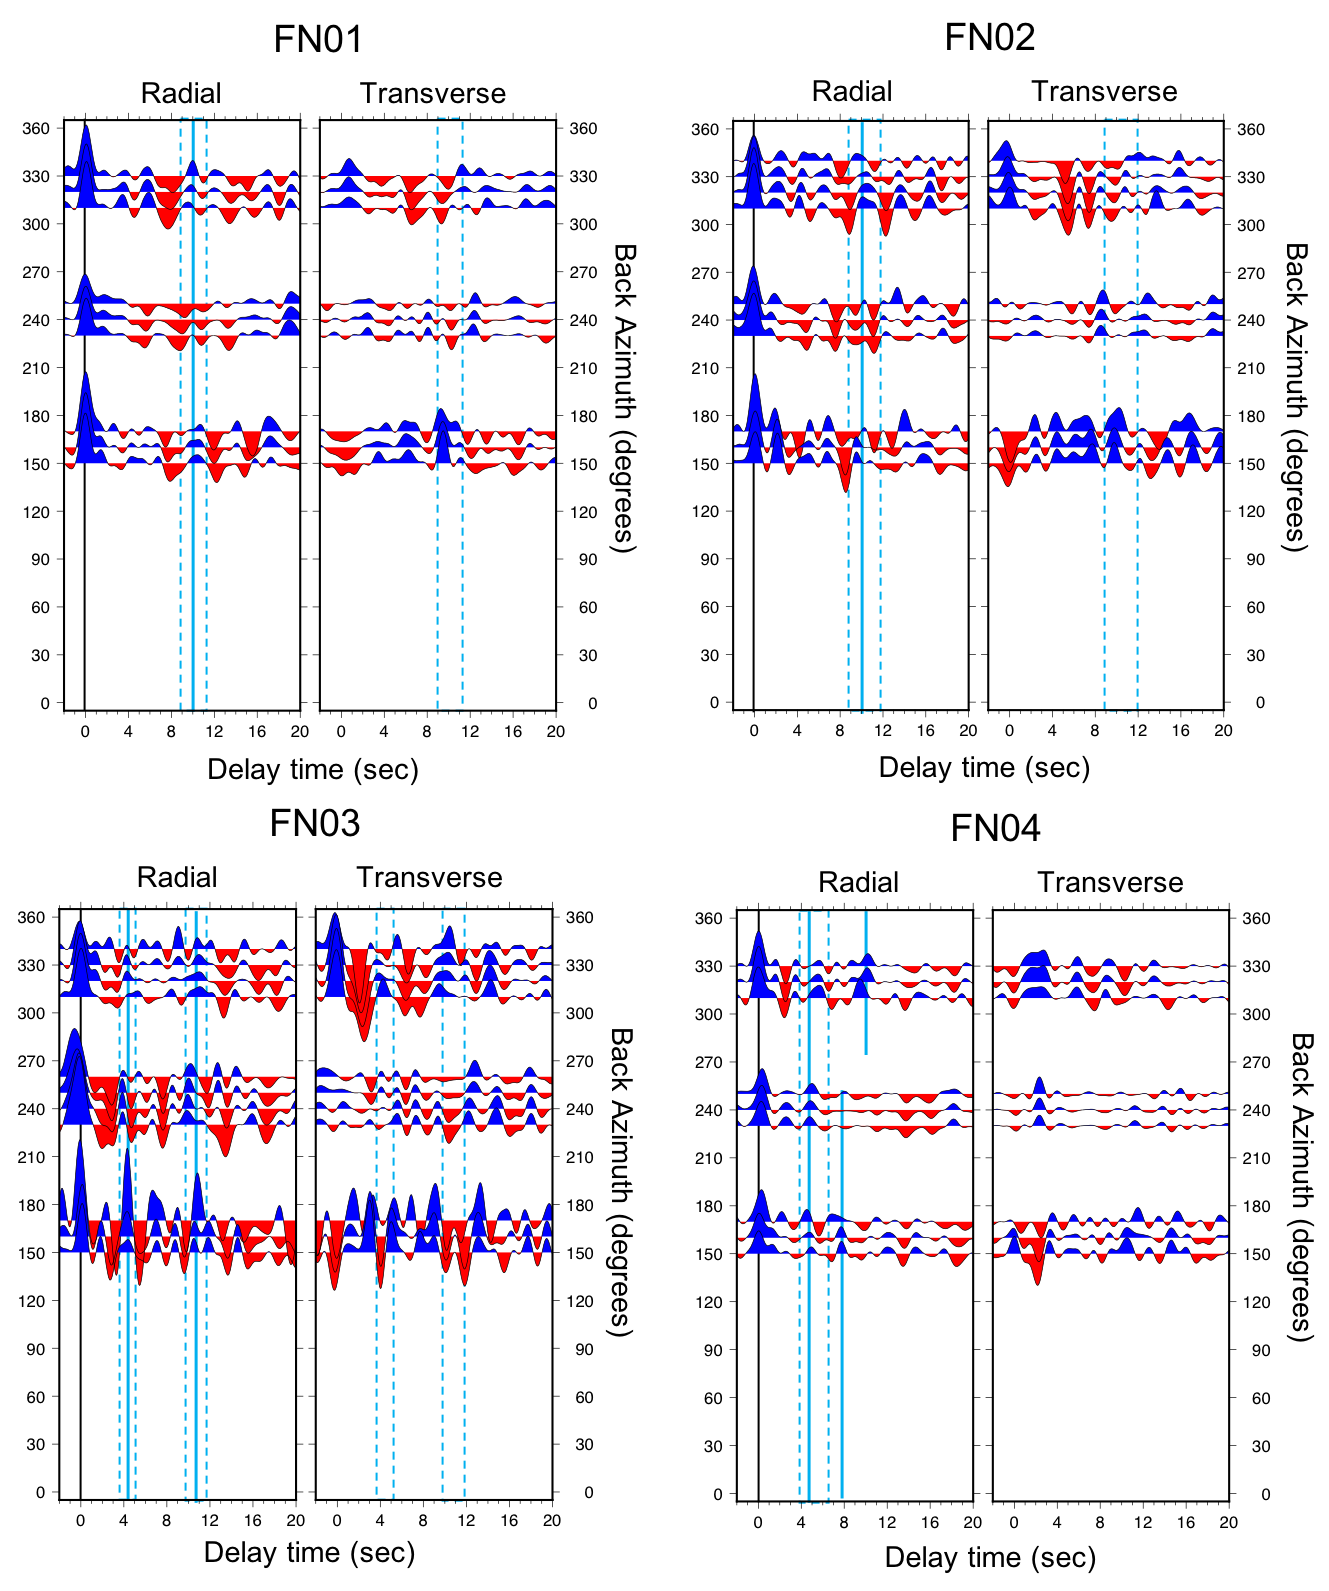 FN01
Radial Transverse
360 360
330 330
300 300
270 270
240 240
210 210
180 180
150 150
120 120
90 90
60 60
30 30
0 0
0 4 8 12 16 20 0 4 8 12 16 20
Delay time (sec)
Back Azimuth (degrees)
FN02
Radial Transverse
360 360
330 330
300 300
270 270
240 240
210 210
180 180
150 150
120 120
90 90
60 60
30 30
0 0
0 4 8 12 16 20 0 4 8 12 16 20
Delay time (sec)
Back Azimuth (degrees)
FN03
Radial Transverse
360 360
330 330
300 300
270 270
240 240
210 210
180 180
150 150
120 120
90 90
60 60
30 30
0 0
0 4 8 12 16 20 0 4 8 12 16 20
Delay time (sec)
Back Azimuth (degrees)
FN04
Radial Transverse
360 360
330 330
300 300
270 270
240 240
210 210
180 180
150 150
120 120
90 90
60 60
30 30
0 0
0 4 8 12 16 20 0 4 8 12 16 20
Delay time (sec)
Back Azimuth (degrees)